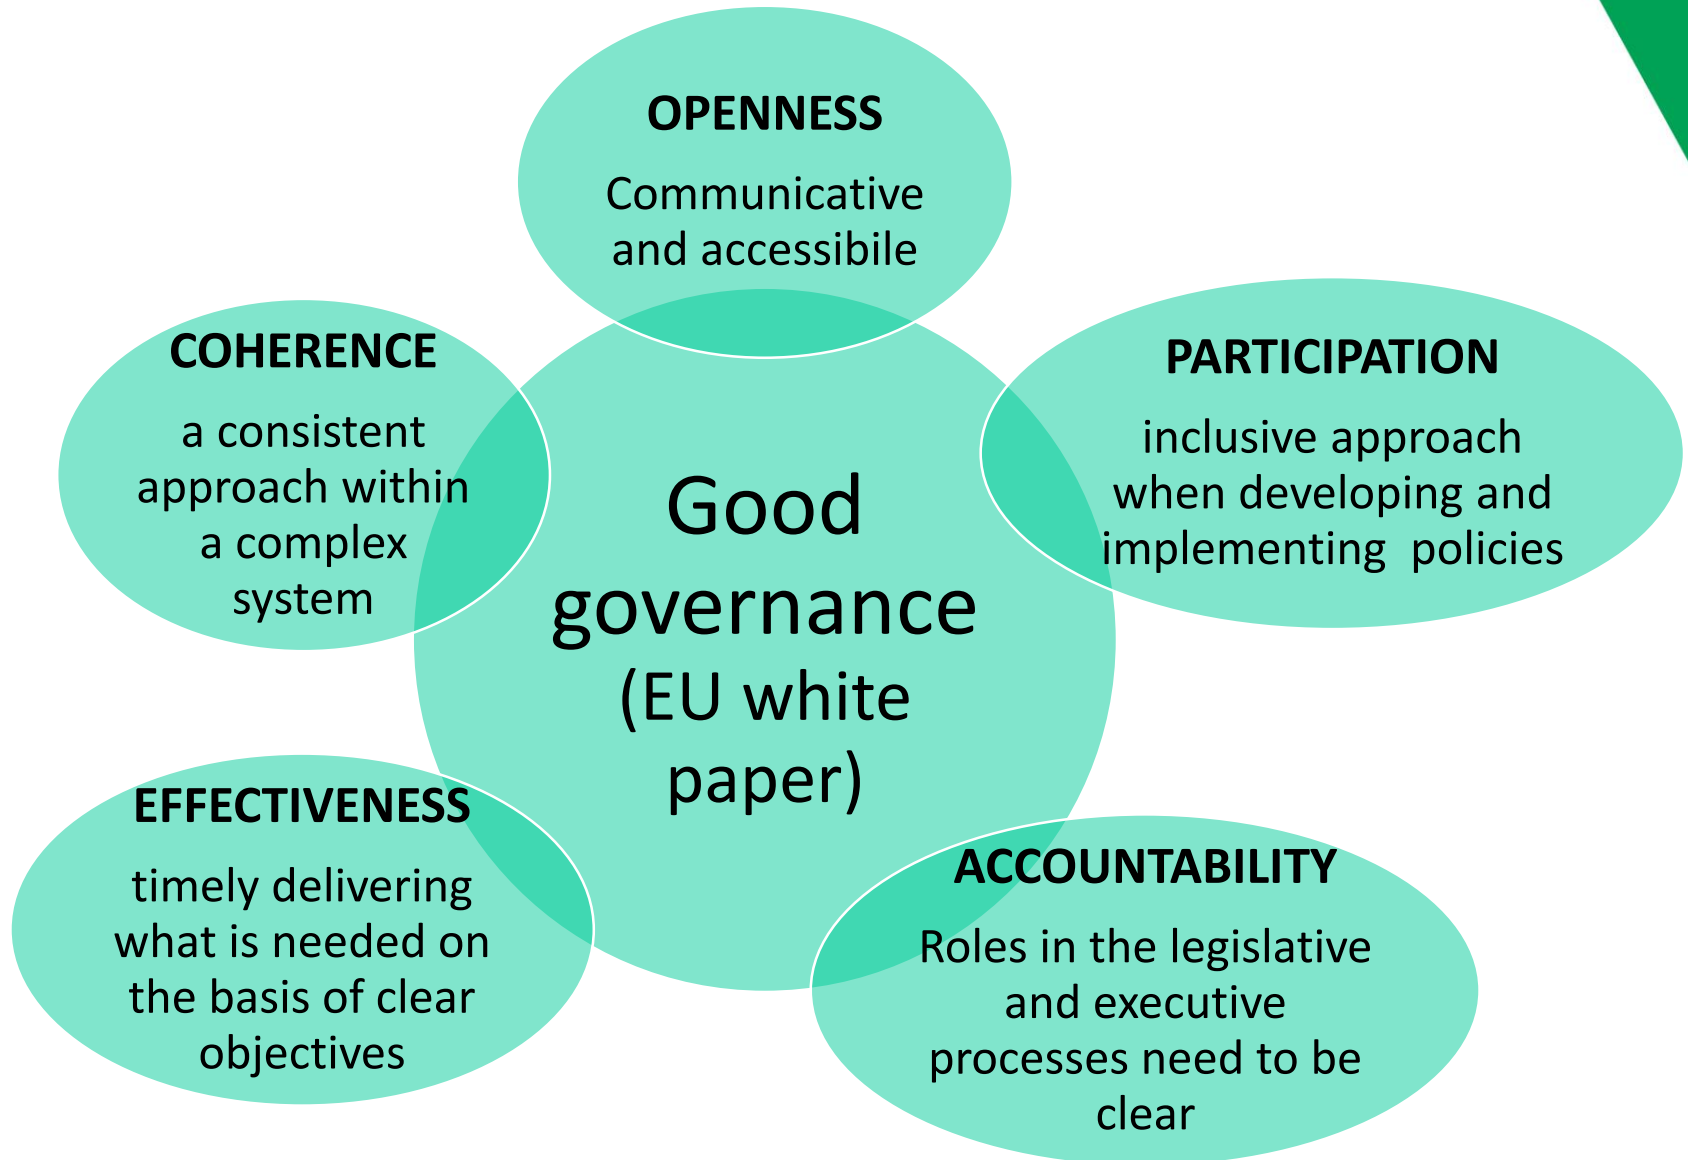 OPENNESS
Communicative
and accessibile
PARTICIPATION
inclusive approach
when developing and
implementing  policies
ACCOUNTABILITY
Roles in the legislative
and executive
processes need to be
clear
EFFECTIVENESS
timely delivering
what is needed on
the basis of clear
objectives
COHERENCE
a consistent
approach within
a complex
system
Good
governance
(EU white
paper)